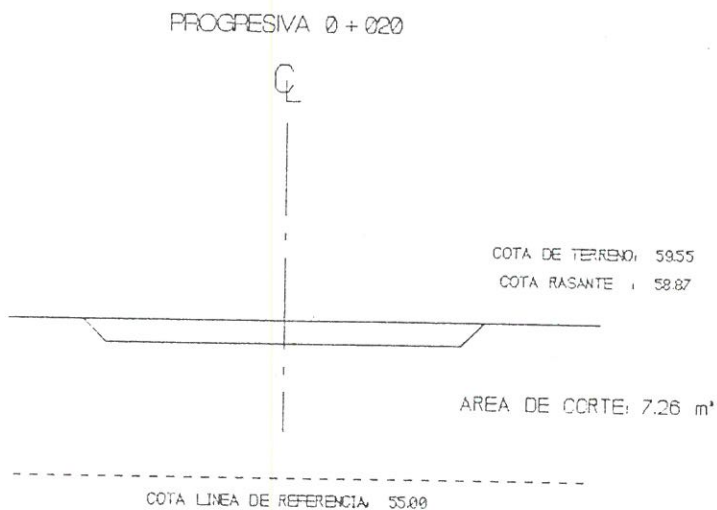 PROGRESIVA 0+020
CL
COTA DE TERRENO: 59.55
COTA RASANTE : 58.87
AREA DE CORTE: 7.26 m²
COTA LINEA DE REFERENCIA: 55.00